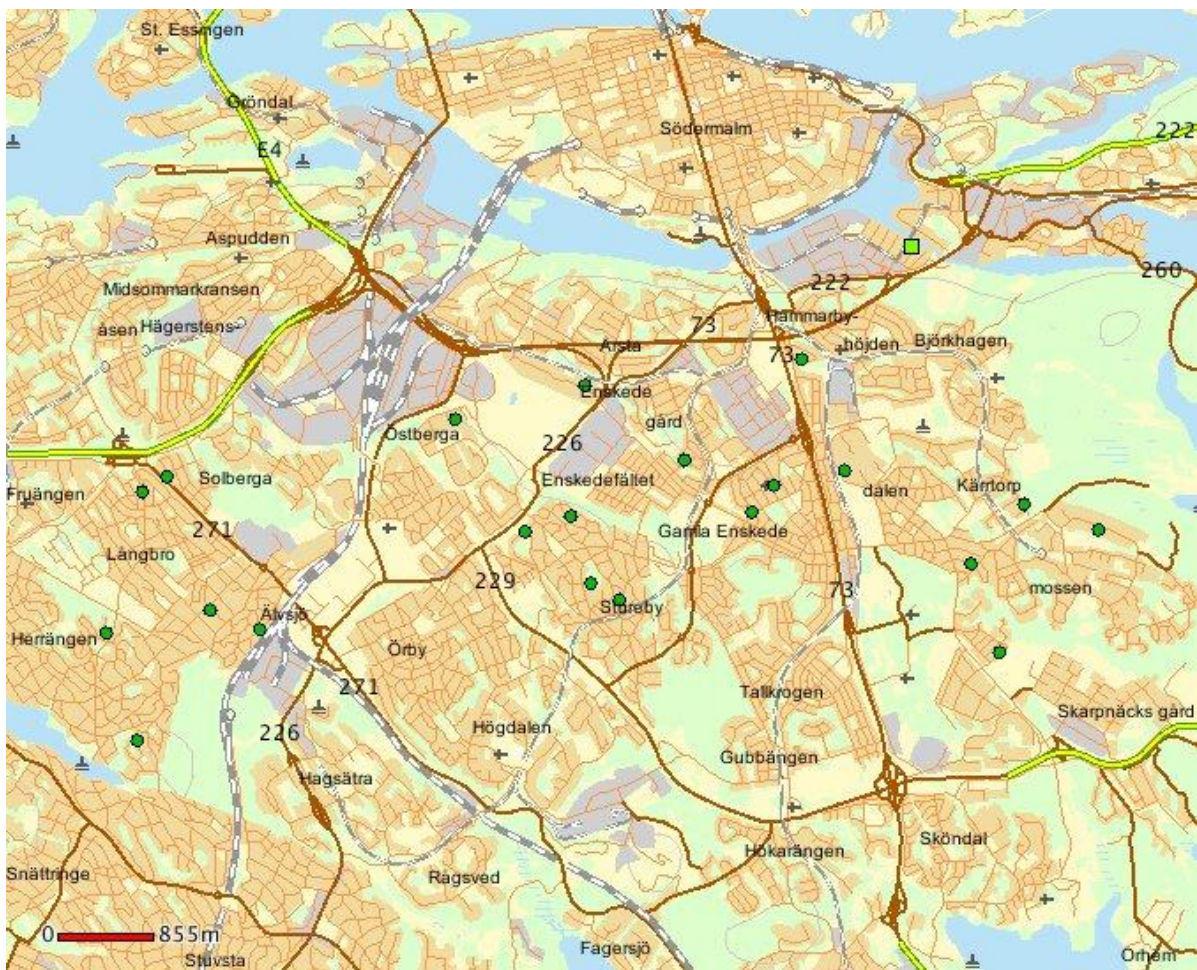 St. Essingen
Gröndal
Södermalm
222
E4
Aspudden
260
Midsommarkransen
222
åsen Hägerstens-
73
Hammarby-
höjden
Björkhagen
Årsta
73
Enskede
gård
Östberga
226
Solberga
Enskedefältet
dalen
Kärrtorp
Fruängen
271
Gamla Enskede
Långbro
229
mossen
73
Stureby
Älvsjö
Herrängen
Örby
271
Tallkrogen
Skarpnäcks gård
Högdalen
226
Gubbängen
Hagsätra
Sköndal
Hökarängen
Snättringe
Rågsved
0 855m
Fagersjö
Stuvsta
Orhem